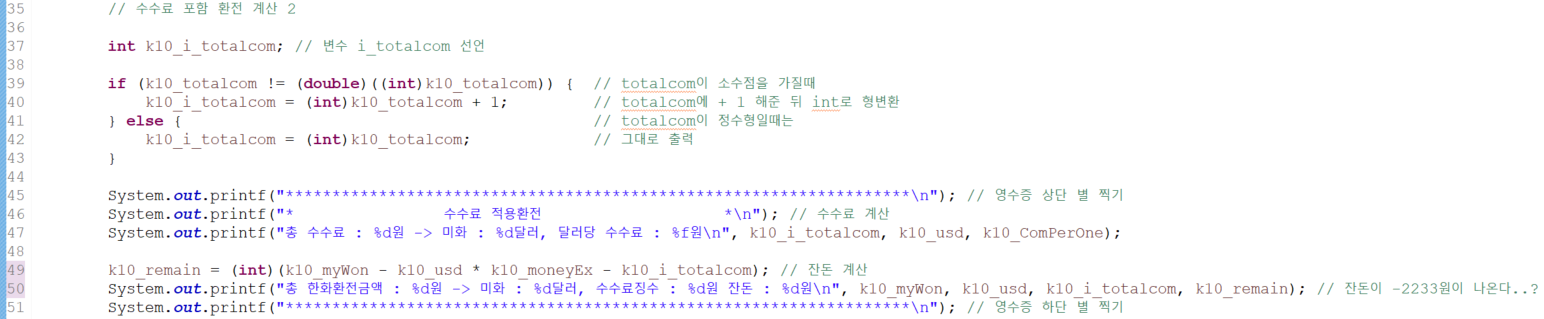 35 // 수수료 포함 환전 계산 2
36
37 int k10_i_totalcom; // 변수 i_totalcom 선언
38
39 if (k10_totalcom != (double)((int)k10_totalcom)) { // totalcom이 소수점을 가질때
40 k10_i_totalcom = (int)k10_totalcom + 1; // totalcom에 + 1 해준 뒤 int로 형변환
41 } else { // totalcom이 정수형일때는
42 k10_i_totalcom = (int)k10_totalcom; // 그대로 출력
43 }
44
45 System.out.printf("*******************************************************************\n"); // 영수증 상단 별 찍기
46 System.out.printf("* 수수료 적용환전 *\n"); // 수수료 계산
47 System.out.printf("총 수수료 : %d원 -> 미화 : %d달러, 달러당 수수료 : %f원\n", k10_i_totalcom, k10_usd, k10_ComPerOne);
48
49 k10_remain = (int)(k10_myWon - k10_usd * k10_moneyEx - k10_i_totalcom); // 잔돈 계산
50 System.out.printf("총 한화환전금액 : %d원 -> 미화 : %d달러, 수수료징수 : %d원 잔돈 : %d원\n", k10_myWon, k10_usd, k10_i_totalcom, k10_remain); // 잔돈이 -2233원이 나온다..?
51 System.out.printf("*******************************************************************\n"); // 영수증 하단 별 찍기